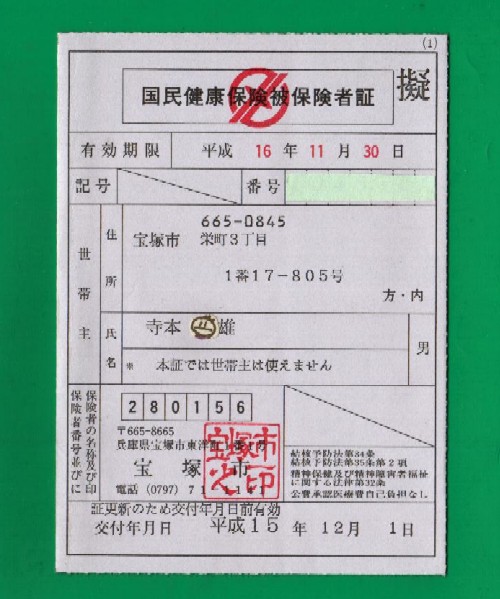 (1)
国民健康保険被保険者証
擬
有効期限 平成 16 年 11 月 30 日
記号 番号
世帯主
住所
665-0845
宝塚市 栄町3丁目
1番17-805号
方・内
氏名
寺本 雄
男
※ 本証では世帯主は使えません
保険者の名称及び印
保険者番号並びに
280156
〒665-8665
兵庫県宝塚市東洋町
宝塚市
電話 (0797) 71
宝塚市之印
結核予防法第34条
結核予防法第35条第2項
精神保健及び精神障害者福祉
に関する法律第32条
公費承認医療費自己負担なし
証更新のため交付年月日前有効
交付年月日 平成15年 12月 1日